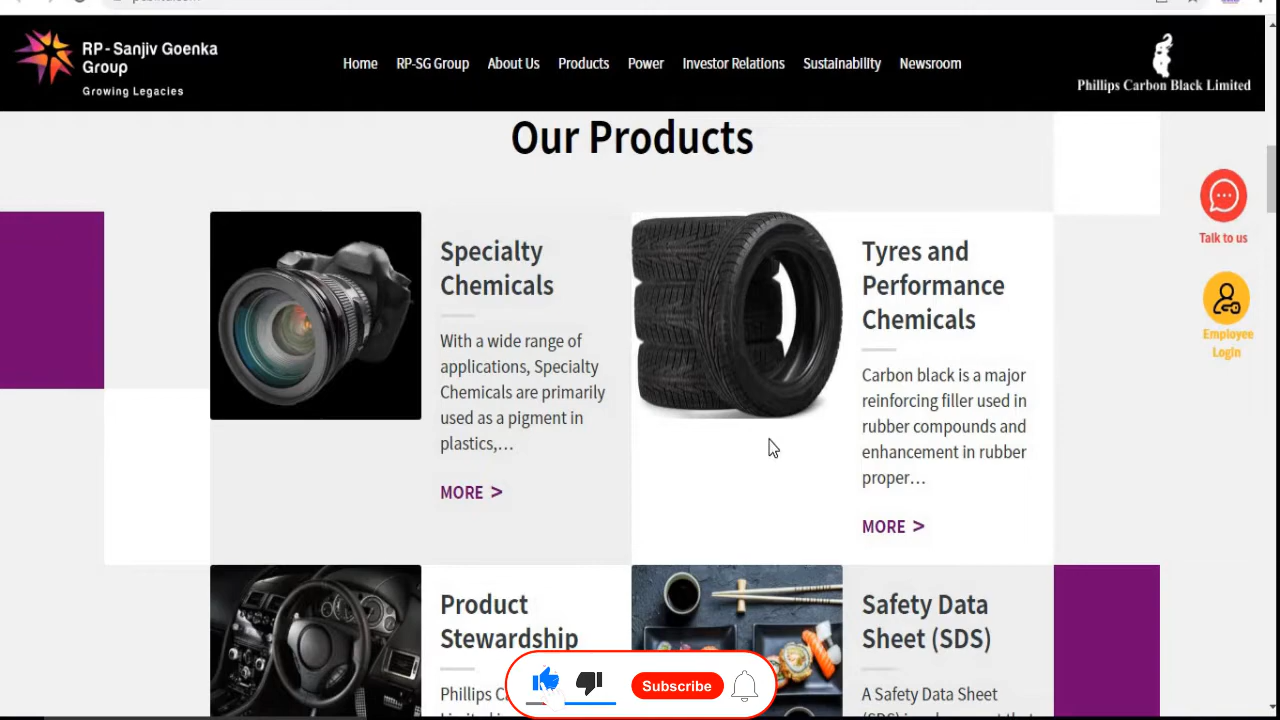 RP-Sanjiv Goenka
Group
Growing Legacies
Home RP-SG Group About Us Products Power Investor Relations Sustainability Newsroom
Phillips Carbon Black Limited
Our Products
Talk to us
Employee
Login
Specialty
Chemicals
With a wide range of
applications, Specialty
Chemicals are primarily
used as a pigment in
plastics,...
MORE >
Tyres and
Performance
Chemicals
Carbon black is a major
reinforcing filler used in
rubber compounds and
enhancement in rubber
proper...
MORE >
Product
Stewardship
Phillips
Safety Data
Sheet (SDS)
A Safety Data Sheet
Subscribe